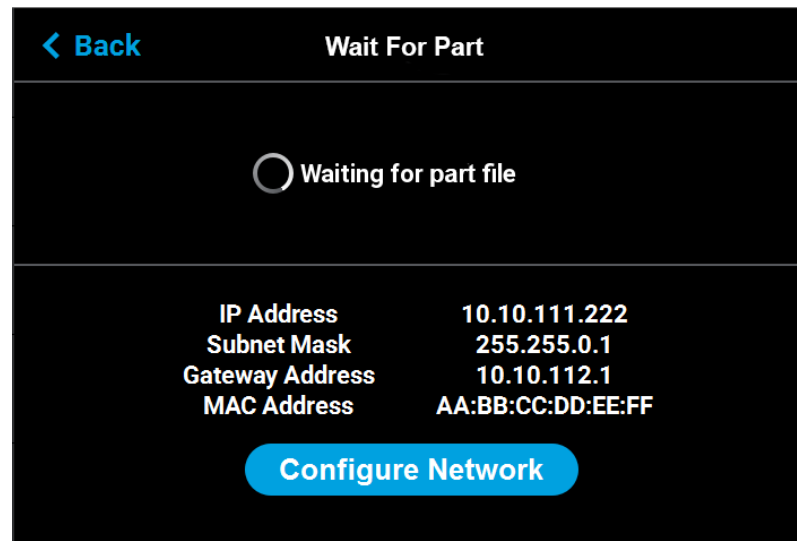 Back
Wait For Part
Waiting for part file
IP Address 10.10.111.222
Subnet Mask 255.255.0.1
Gateway Address 10.10.112.1
MAC Address AA:BB:CC:DD:EE:FF
Configure Network